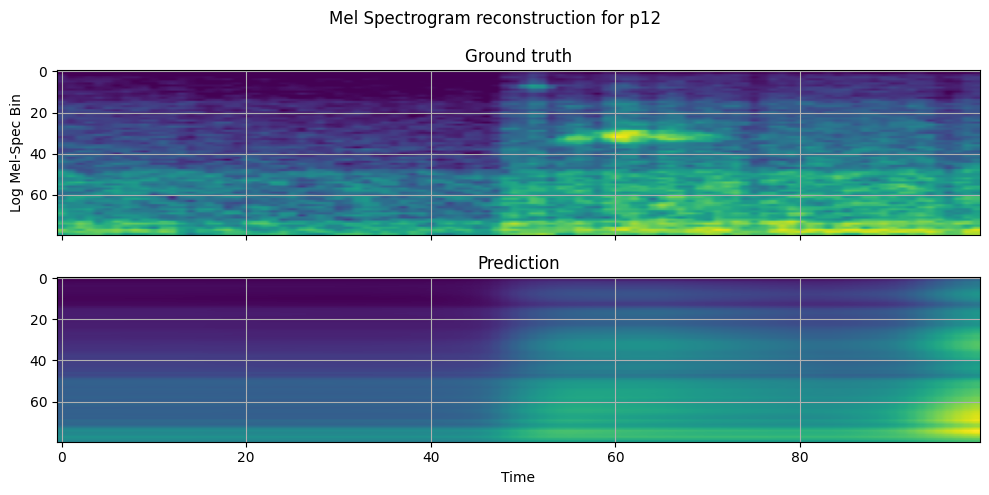 Mel Spectrogram reconstruction for p12
Ground truth
0
20
40
60
Log Mel-Spec Bin
Prediction
0
20
40
60
0 20 40 60 80
Time